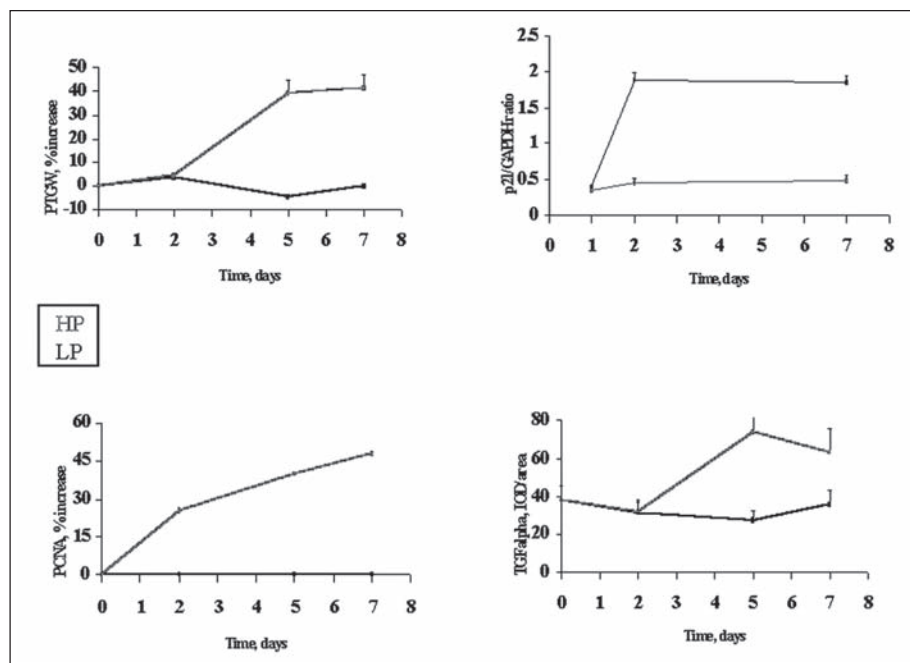 PTGW, % increase
50
40
30
20
10
0
-10
0 1 2 3 4 5 6 7 8
Time, days
p21/GAPDH ratio
2.5
2
1.5
1
0.5
0
0 1 2 3 4 5 6 7 8
Time, days
HP
LP
PCNA, % increase
60
45
30
15
0
0 1 2 3 4 5 6 7 8
Time, days
TGF alpha, IOD/area
80
60
40
20
0
0 1 2 3 4 5 6 7 8
Time, days